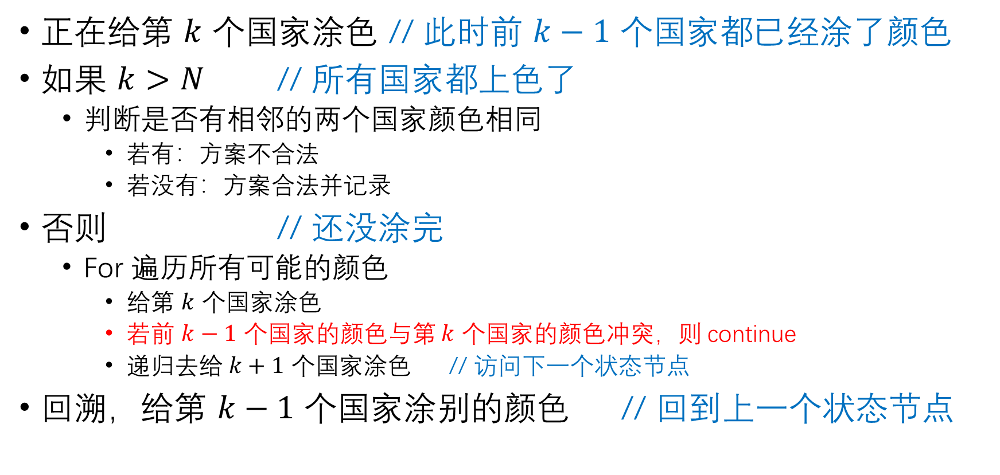 • 正在给第 k 个国家涂色 // 此时前 k − 1 个国家都已经涂了颜色
• 如果 k > N // 所有国家都上色了
• 判断是否有相邻的两个国家颜色相同
• 若有：方案不合法
• 若没有：方案合法并记录
• 否则 // 还没涂完
• For 遍历所有可能的颜色
• 给第 k 个国家涂色
• 若前 k − 1 个国家的颜色与第 k 个国家的颜色冲突，则 continue
• 递归去给 k + 1 个国家涂色 // 访问下一个状态节点
• 回溯，给第 k − 1 个国家涂别的颜色 // 回到上一个状态节点